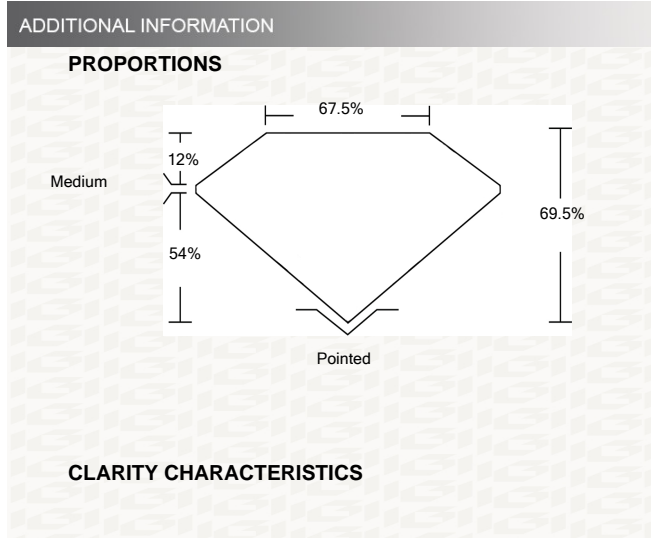 ADDITIONAL INFORMATION
PROPORTIONS
67.5%
12%
Medium
69.5%
54%
Pointed
CLARITY CHARACTERISTICS